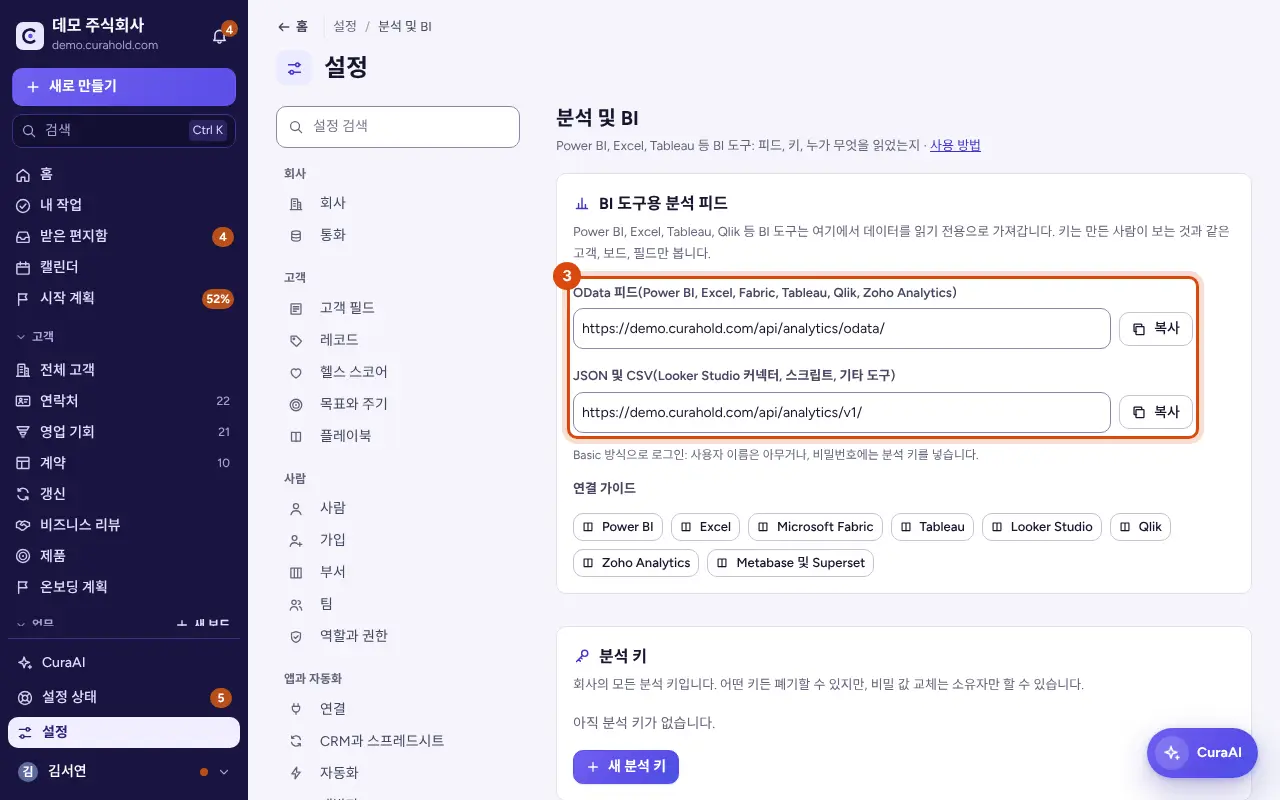 데모 주식회사
demo.curahold.com
4
새로 만들기
검색
Ctrl K
홈
내 작업
받은 편지함
4
캘린더
시작 계획
52%
고객
전체 고객
연락처
22
영업 기회
21
계약
10
갱신
비즈니스 리뷰
제품
온보딩 계획
업무
새 보드
CuraAI
설정 상태
5
설정
김
김서연
홈
설정 / 분석 및 BI
설정
설정 검색
회사
회사
통화
고객
고객 필드
레코드
헬스 스코어
목표와 주기
플레이북
사람
사람
가입
부서
팀
역할과 권한
앱과 자동화
연결
CRM과 스프레드시트
자동화
분석 및 BI
Power BI, Excel, Tableau 등 BI 도구: 피드, 키, 누가 무엇을 읽었는지 · 사용 방법
BI 도구용 분석 피드
Power BI, Excel, Tableau, Qlik 등 BI 도구는 여기에서 데이터를 읽기 전용으로 가져갑니다. 키는 만든 사람이 보는 것과 같은
고객, 보드, 필드만 봅니다.
3
OData 피드(Power BI, Excel, Fabric, Tableau, Qlik, Zoho Analytics)
https://demo.curahold.com/api/analytics/odata/
복사
JSON 및 CSV(Looker Studio 커넥터, 스크립트, 기타 도구)
https://demo.curahold.com/api/analytics/v1/
복사
Basic 방식으로 로그인: 사용자 이름은 아무거나, 비밀번호에는 분석 키를 넣습니다.
연결 가이드
Power BI
Excel
Microsoft Fabric
Tableau
Looker Studio
Qlik
Zoho Analytics
Metabase 및 Superset
분석 키
회사의 모든 분석 키입니다. 어떤 키든 폐기할 수 있지만, 비밀 값 교체는 소유자만 할 수 있습니다.
아직 분석 키가 없습니다.
새 분석 키
CuraAI